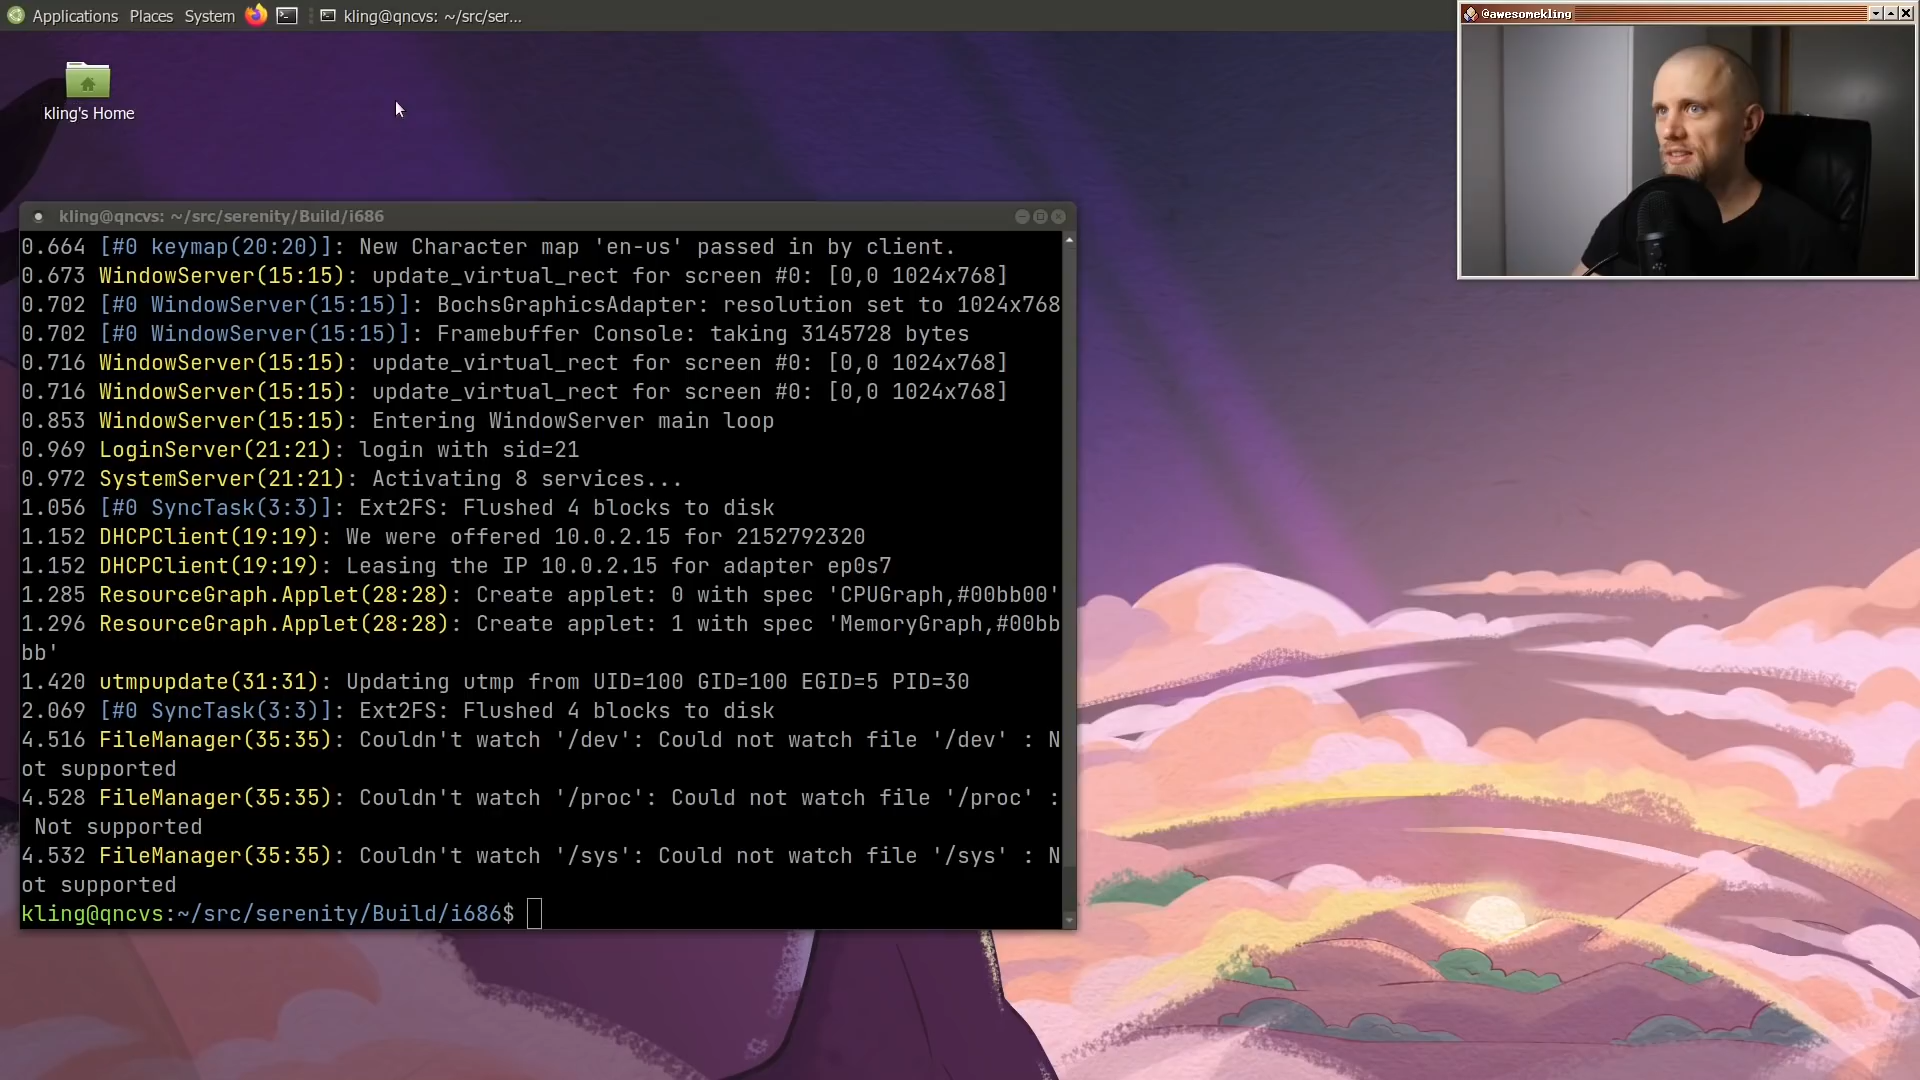 Applications Places System kling@qncvs: ~/src/ser...
@awesomekling
kling's Home
kling@qncvs: ~/src/serenity/Build/i686
0.664 [#0 keymap(20:20)]: New Character map 'en-us' passed in by client.
0.673 WindowServer(15:15): update_virtual_rect for screen #0: [0,0 1024x768]
0.702 [#0 WindowServer(15:15)]: BochsGraphicsAdapter: resolution set to 1024x768
0.702 [#0 WindowServer(15:15)]: Framebuffer Console: taking 3145728 bytes
0.716 WindowServer(15:15): update_virtual_rect for screen #0: [0,0 1024x768]
0.716 WindowServer(15:15): update_virtual_rect for screen #0: [0,0 1024x768]
0.853 WindowServer(15:15): Entering WindowServer main loop
0.969 LoginServer(21:21): login with sid=21
0.972 SystemServer(21:21): Activating 8 services...
1.056 [#0 SyncTask(3:3)]: Ext2FS: Flushed 4 blocks to disk
1.152 DHCPClient(19:19): We were offered 10.0.2.15 for 2152792320
1.152 DHCPClient(19:19): Leasing the IP 10.0.2.15 for adapter ep0s7
1.285 ResourceGraph.Applet(28:28): Create applet: 0 with spec 'CPUGraph,#00bb00'
1.296 ResourceGraph.Applet(28:28): Create applet: 1 with spec 'MemoryGraph,#00bb
bb'
1.420 utmpupdate(31:31): Updating utmp from UID=100 GID=100 EGID=5 PID=30
2.069 [#0 SyncTask(3:3)]: Ext2FS: Flushed 4 blocks to disk
4.516 FileManager(35:35): Couldn't watch '/dev': Could not watch file '/dev' : N
ot supported
4.528 FileManager(35:35): Couldn't watch '/proc': Could not watch file '/proc' :
Not supported
4.532 FileManager(35:35): Couldn't watch '/sys': Could not watch file '/sys' : N
ot supported
kling@qncvs:~/src/serenity/Build/i686$